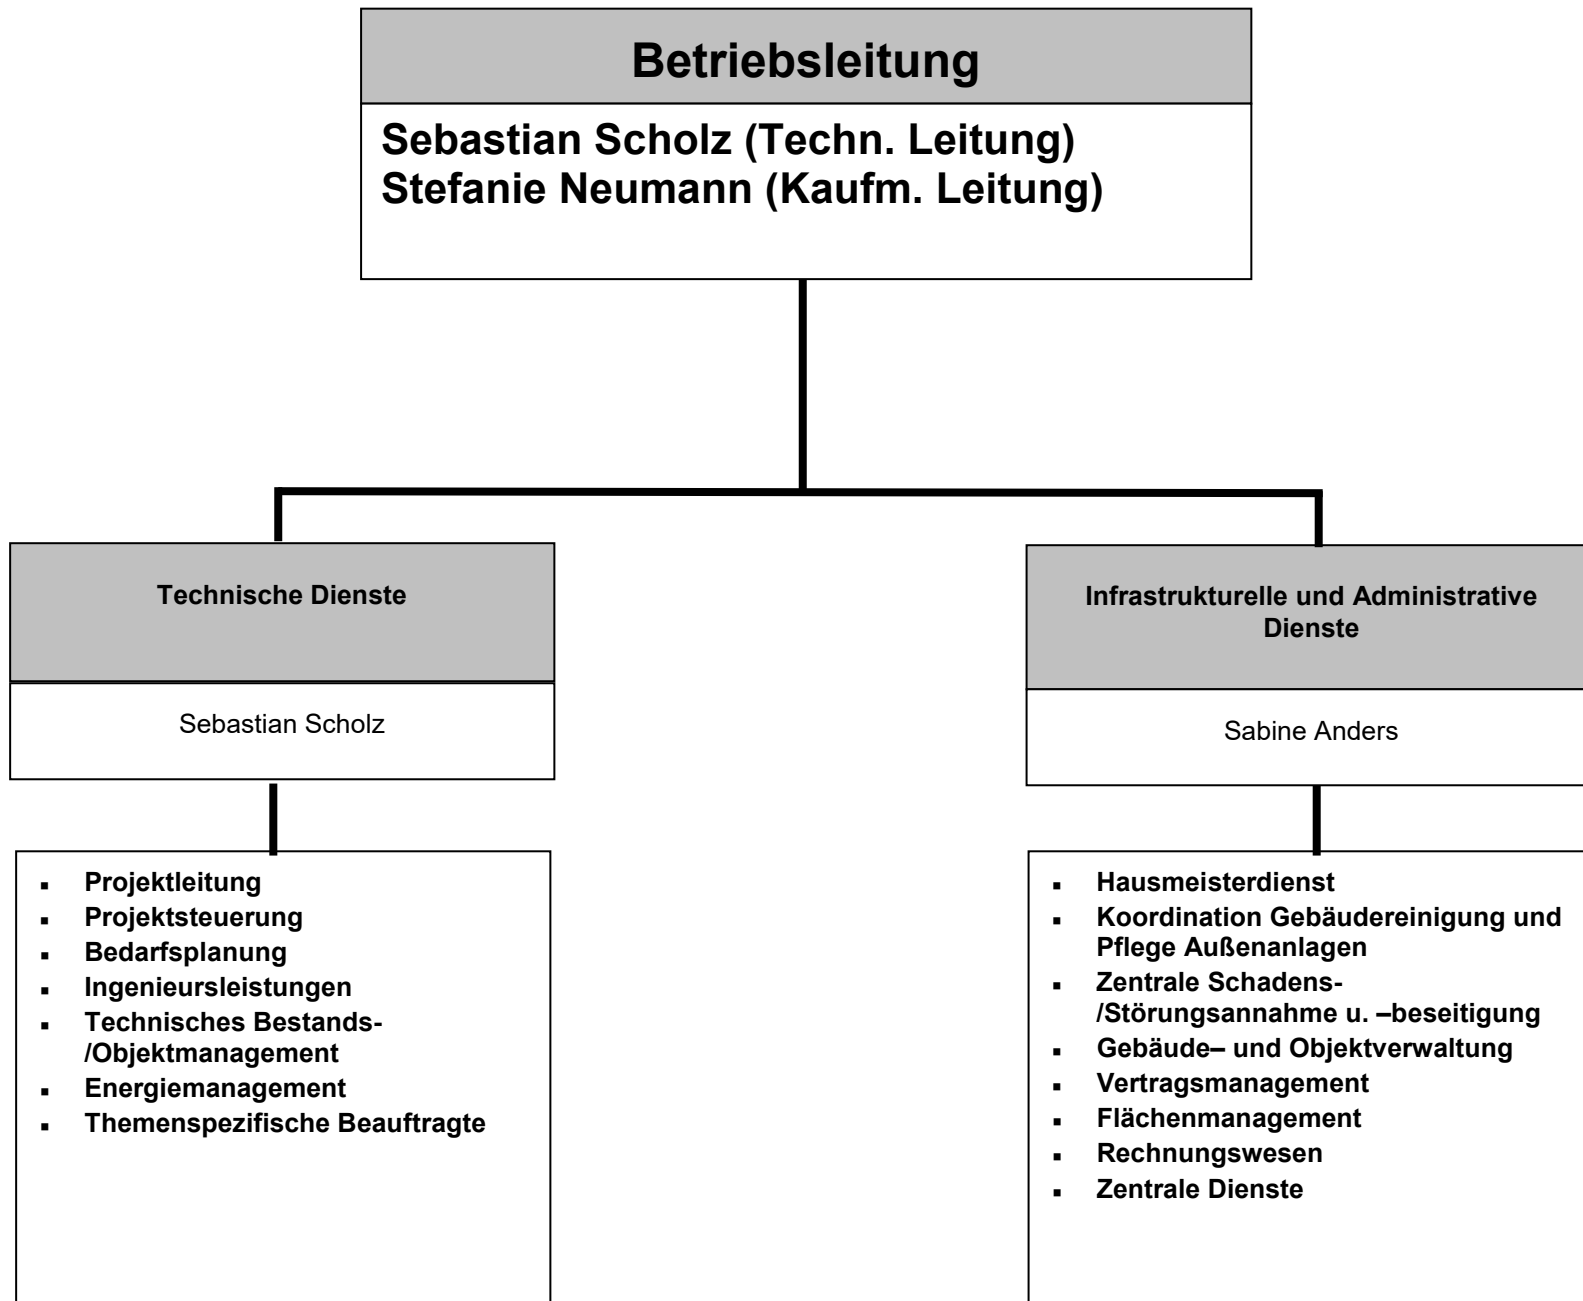 Betriebsleitung
Sebastian Scholz (Techn. Leitung)
Stefanie Neumann (Kaufm. Leitung)
Technische Dienste
Sebastian Scholz
▪ Projektleitung
▪ Projektsteuerung
▪ Bedarfsplanung
▪ Ingenieursleistungen
▪ Technisches Bestands-
/Objektmanagement
▪ Energiemanagement
▪ Themenspezifische Beauftragte
Infrastrukturelle und Administrative
Dienste
Sabine Anders
▪ Hausmeisterdienst
▪ Koordination Gebäudereinigung und
Pflege Außenanlagen
▪ Zentrale Schadens-
/Störungsannahme u. –beseitigung
▪ Gebäude– und Objektverwaltung
▪ Vertragsmanagement
▪ Flächenmanagement
▪ Rechnungswesen
▪ Zentrale Dienste